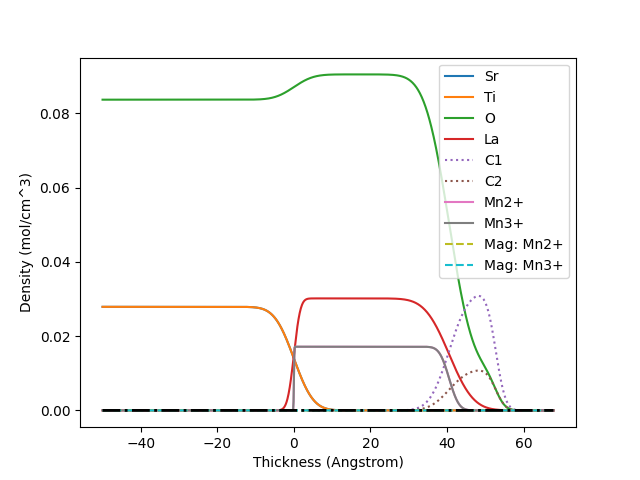 Density (mol/cm^3)
0.08
0.06
0.04
0.02
0.00
Sr
Ti
O
La
C1
C2
Mn2+
Mn3+
Mag: Mn2+
Mag: Mn3+
−40 −20 0 20 40 60
Thickness (Angstrom)